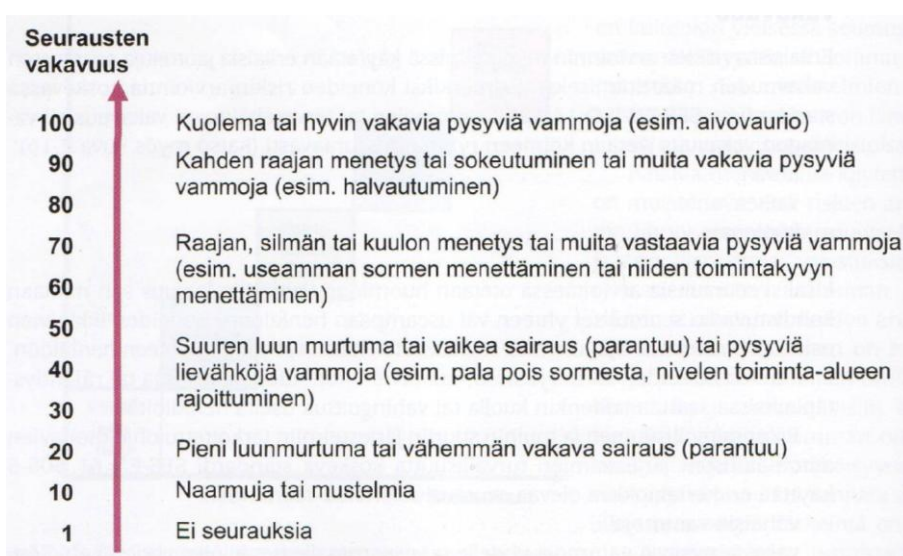 Seurausten
vakavuus
100 Kuolema tai hyvin vakavia pysyviä vammoja (esim. aivovaurio)
90 Kahden raajan menetys tai sokeutuminen tai muita vakavia pysyviä
vammoja (esim. halvautuminen)
80
70 Raajan, silmän tai kuulon menetys tai muita vastaavia pysyviä vammoja
(esim. useamman sormen menettäminen tai niiden toimintakyvyn
60 menettäminen)
50
Suuren luun murtuma tai vaikea sairaus (parantuu) tai pysyviä
40 lievähköjä vammoja (esim. pala pois sormesta, nivelen toiminta-alueen
30 rajoittuminen)
20 Pieni luunmurtuma tai vähemmän vakava sairaus (parantuu)
10 Naarmuja tai mustelmia
1 Ei seurauksia